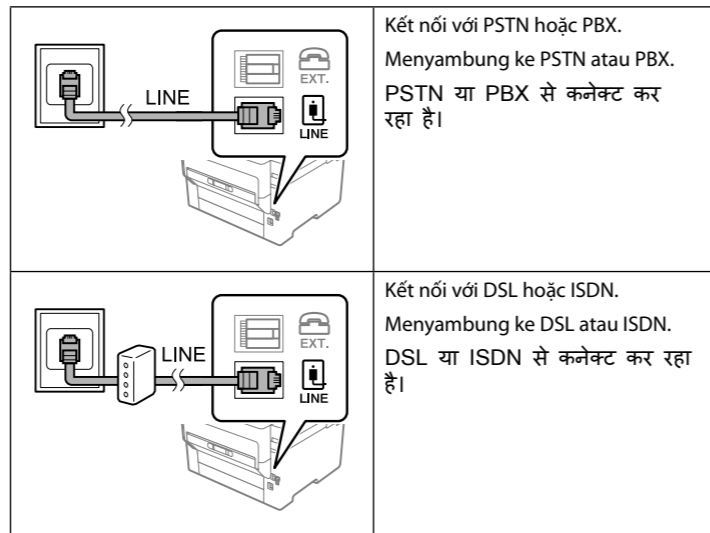 LINE
EXT.
LINE
Kết nối với PSTN hoặc PBX.
Menyambung ke PSTN atau PBX.
PSTN या PBX से कनेक्ट कर
रहा है।
LINE
EXT.
LINE
Kết nối với DSL hoặc ISDN.
Menyambung ke DSL atau ISDN.
DSL या ISDN से कनेक्ट कर रहा
है।